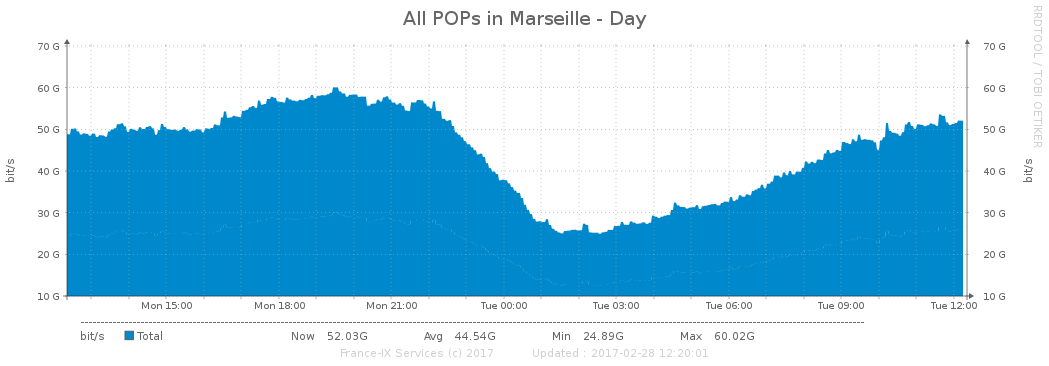 All POPs in Marseille - Day
RRDTOOL / TOBI OETIKER
70 G 70 G
60 G 60 G
50 G 50 G
40 G 40 G
30 G 30 G
20 G 20 G
10 G 10 G
bit/s bit/s
Mon 15:00 Mon 18:00 Mon 21:00 Tue 00:00 Tue 03:00 Tue 06:00 Tue 09:00 Tue 12:00
bit/s Total Now 52.03G Avg 44.54G Min 24.89G Max 60.02G
France-IX Services (c) 2017 Updated : 2017-02-28 12:20:01